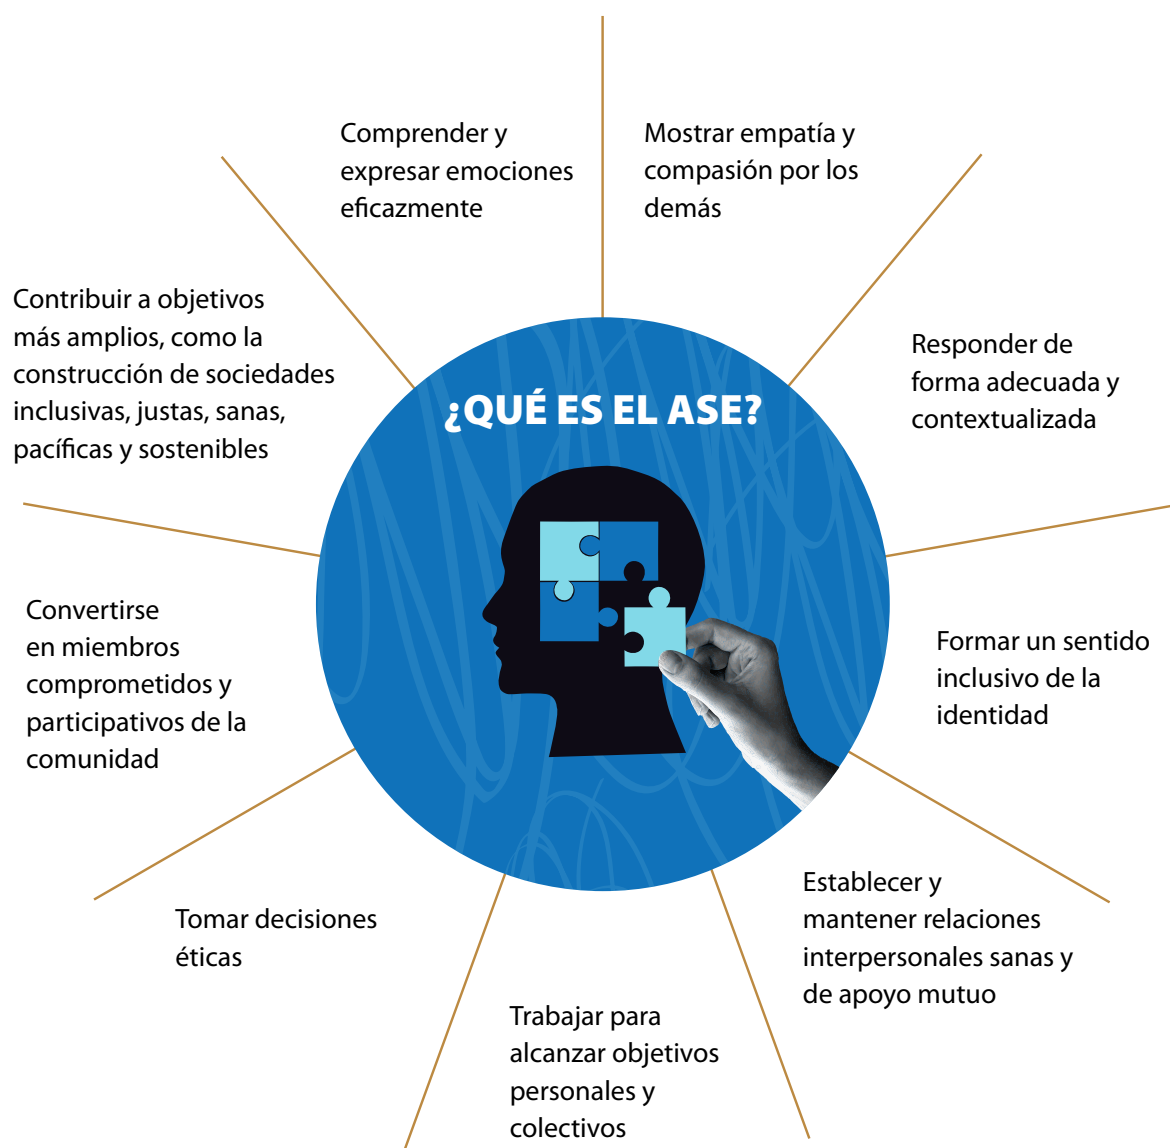 ¿QUÉ ES EL ASE?
Comprender y
expresar emociones
eficazmente
Mostrar empatía y
compasión por los
demás
Responder de
forma adecuada y
contextualizada
Formar un sentido
inclusivo de la
identidad
Establecer y
mantener relaciones
interpersonales sanas y
de apoyo mutuo
Trabajar para
alcanzar objetivos
personales y
colectivos
Tomar decisiones
éticas
Convertirse
en miembros
comprometidos y
participativos de la
comunidad
Contribuir a objetivos
más amplios, como la
construcción de sociedades
inclusivas, justas, sanas,
pacíficas y sostenibles